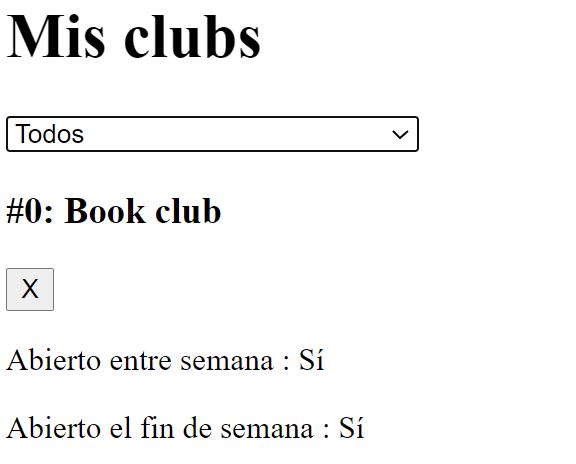 Mis clubs
Todos
#0: Book club
X
Abierto entre semana : Sí
Abierto el fin de semana : Sí